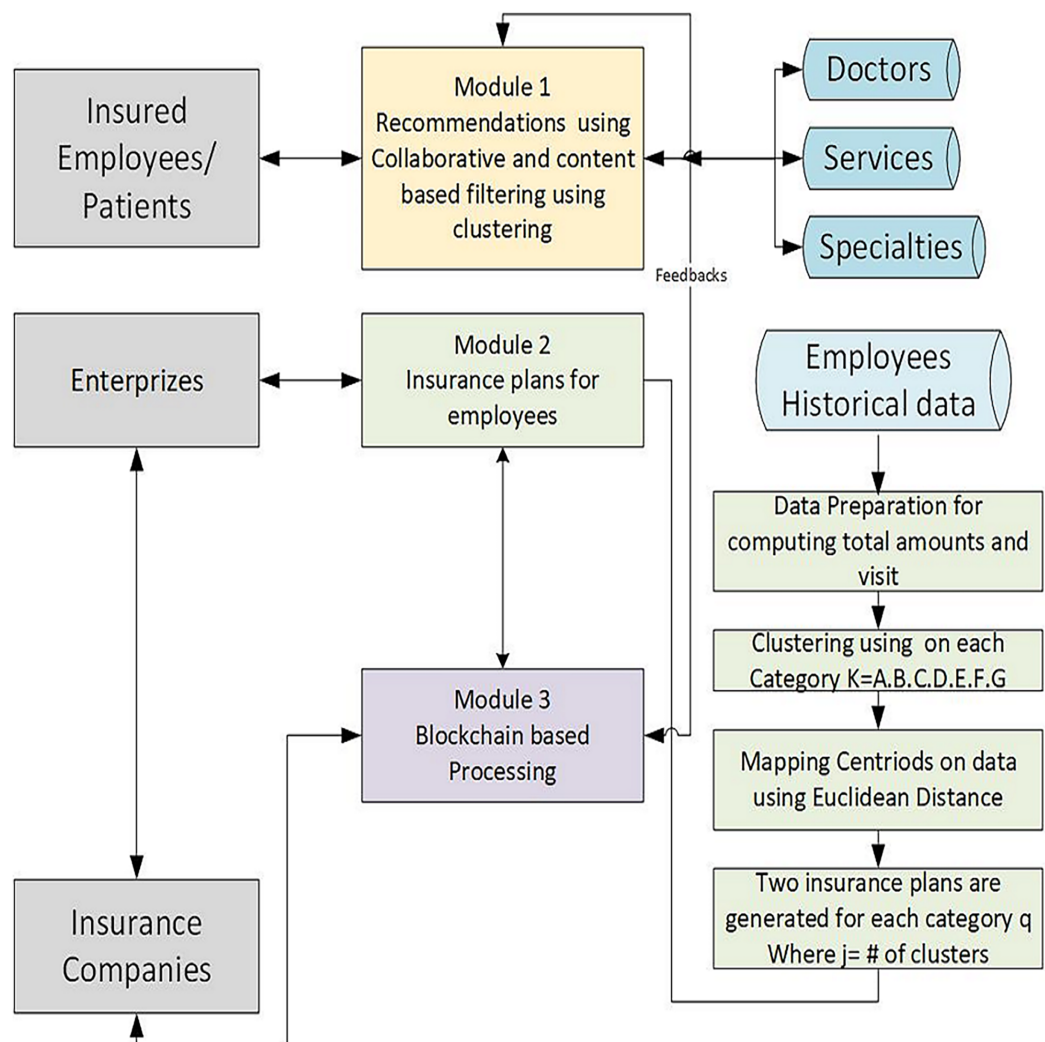 Insured
Employees/
Patients
Module 1
Recommendations using
Collaborative and content
based filtering using
clustering
Doctors
Services
Specialties
Feedbacks
Enterprizes
Module 2
Insurance plans for
employees
Employees
Historical data
Data Preparation for
computing total amounts and
visit
Clustering using on each
Category K=A.B.C.D.E.F.G
Module 3
Blockchain based
Processing
Mapping Centriods on data
using Euclidean Distance
Insurance
Companies
Two insurance plans are
generated for each category q
Where j= # of clusters